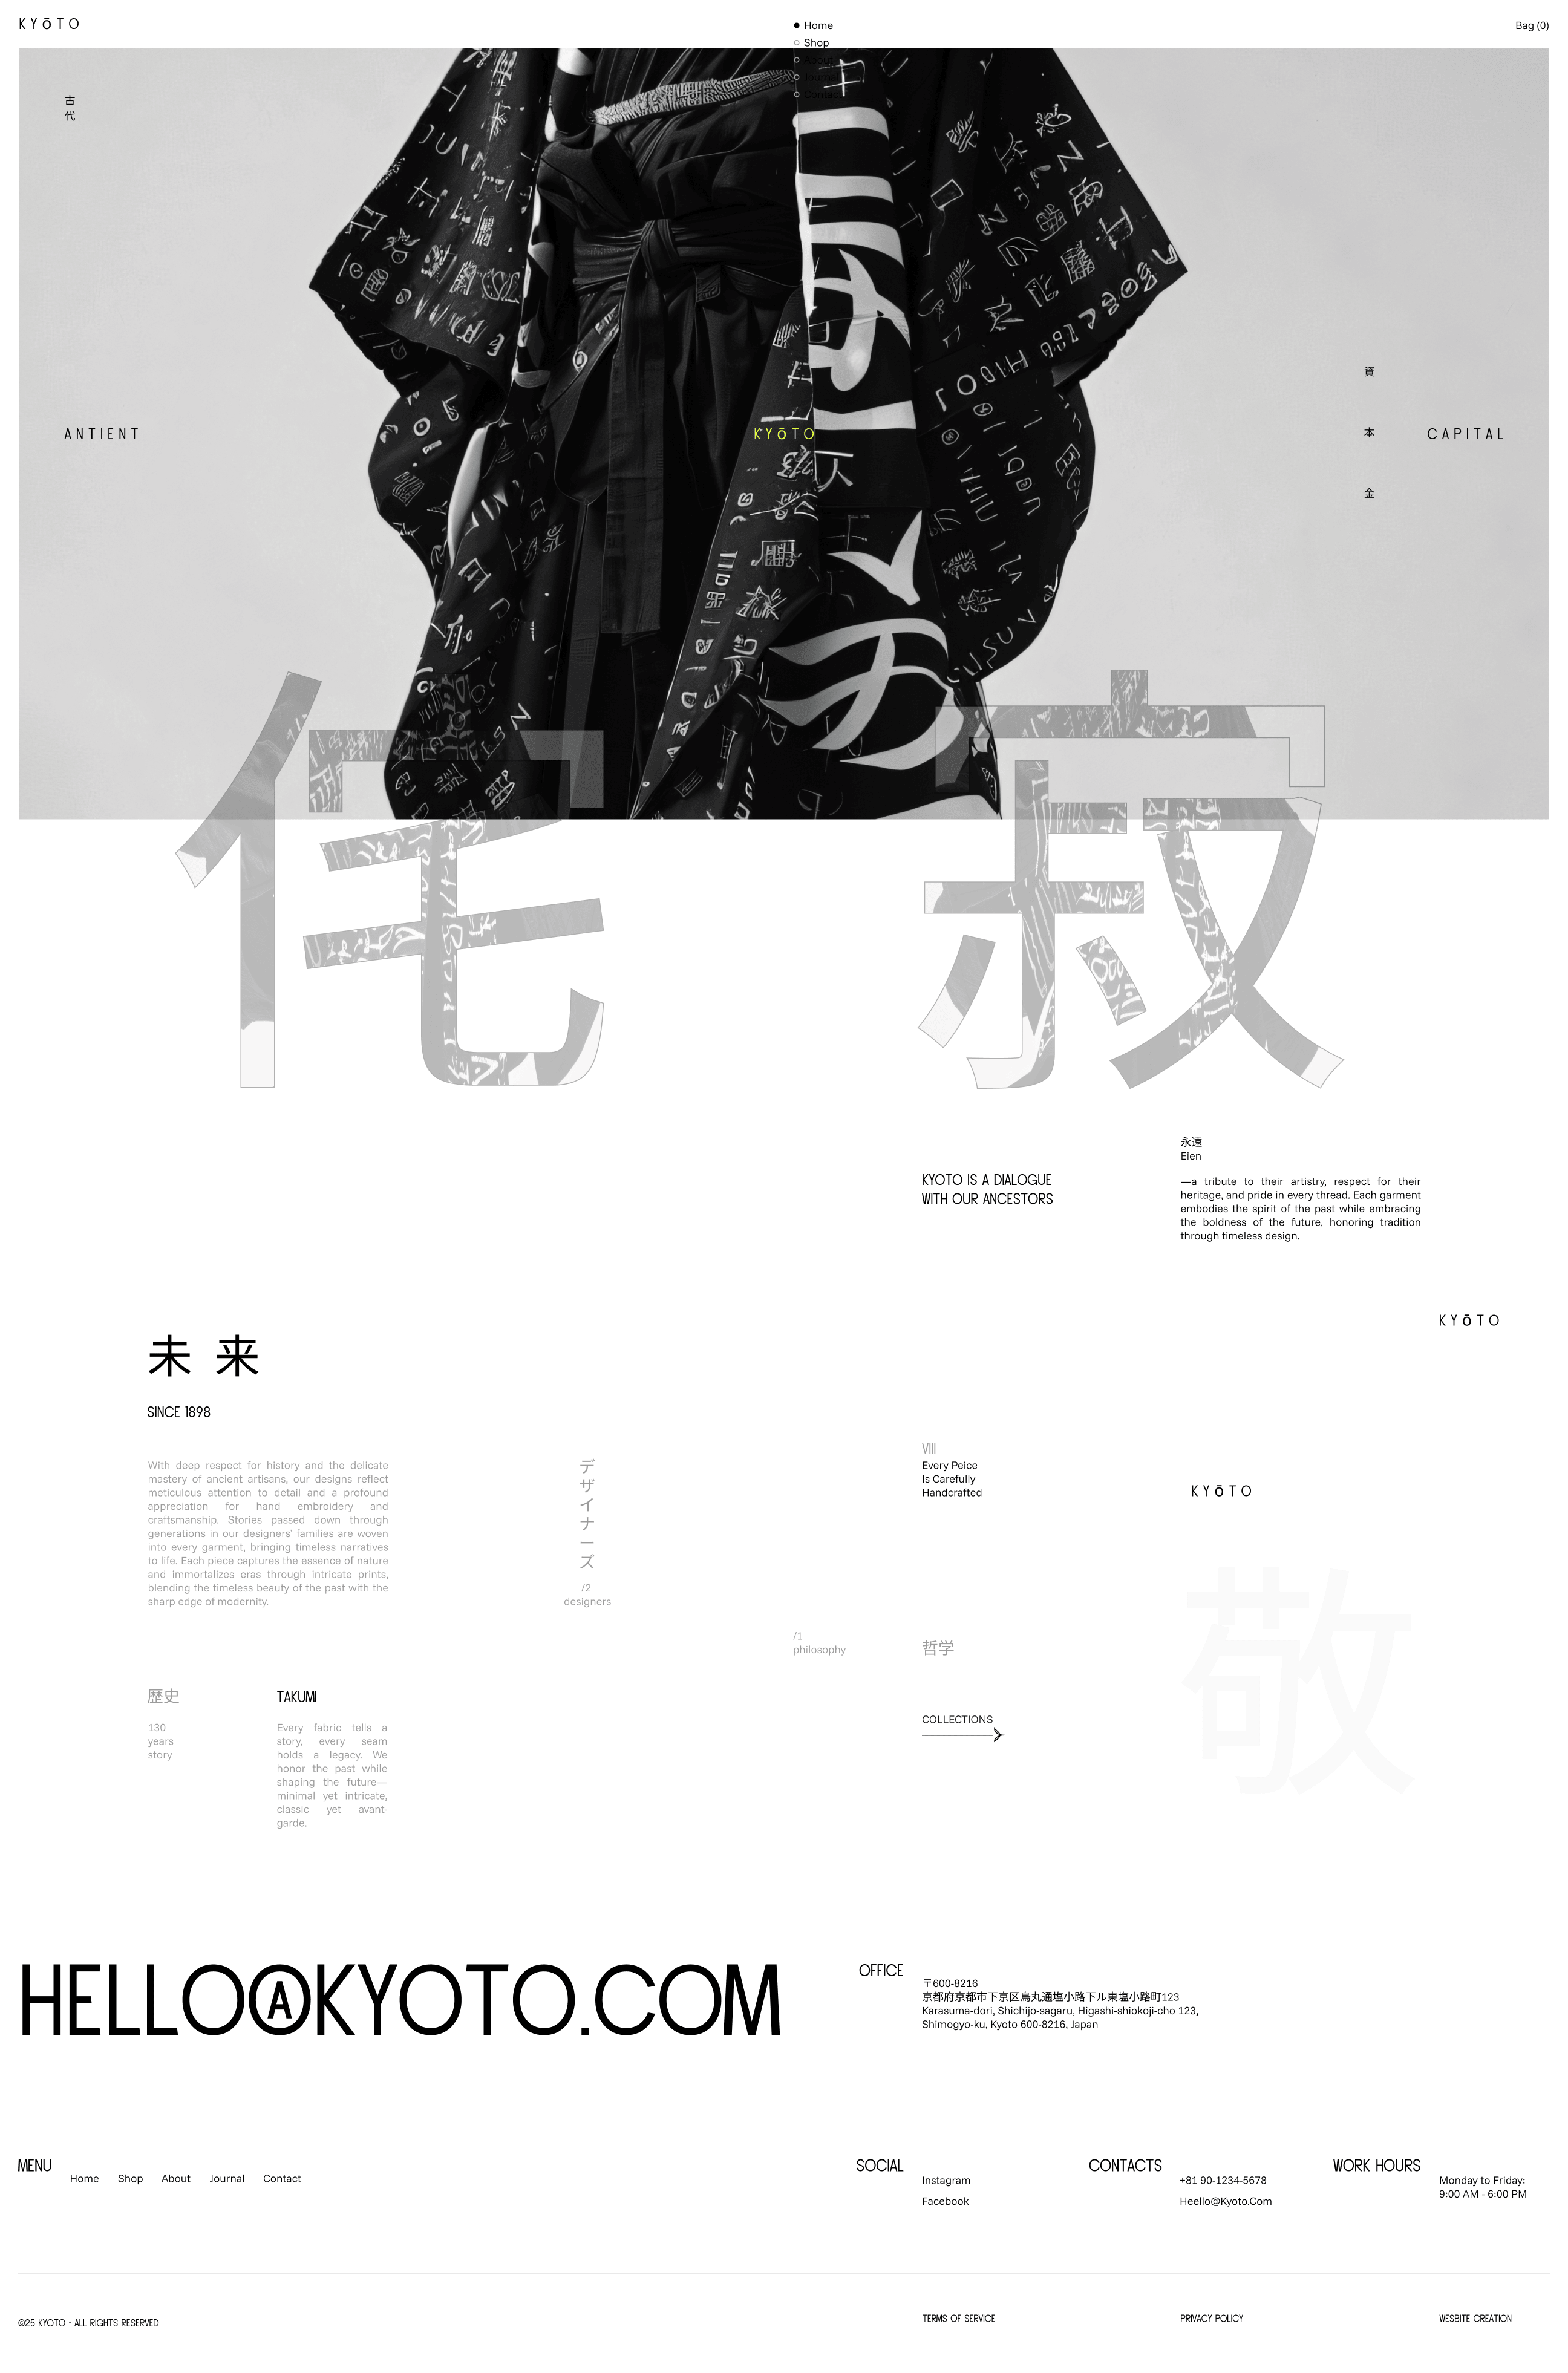 KYŌTO
Home
Shop
About
Journal
Contact
Bag (0)
古
代
ANTIENT
KYŌTO
資
本
金
CAPITAL
侘
寂
永遠
Eien
KYOTO IS A DIALOGUE
WITH OUR ANCESTORS
—a tribute to their artistry, respect for their
heritage, and pride in every thread. Each garment
embodies the spirit of the past while embracing
the boldness of the future, honoring tradition
through timeless design.
KYŌTO
未 来
SINCE 1898
With deep respect for history and the delicate
mastery of ancient artisans, our designs reflect
meticulous attention to detail and a profound
appreciation for hand embroidery and
craftsmanship. Stories passed down through
generations in our designers' families are woven
into every garment, bringing timeless narratives
to life. Each piece captures the essence of nature
and immortalizes eras through intricate prints,
blending the timeless beauty of the past with the
sharp edge of modernity.
デザイナーズ
/2
designers
VIII
Every Peice
Is Carefully
Handcrafted
KYŌTO
敬
/1
philosophy
哲学
歴史
130
years
story
TAKUMI
Every fabric tells a
story, every seam
holds a legacy. We
honor the past while
shaping the future—
minimal yet intricate,
classic yet avant-
garde.
COLLECTIONS
HELLO@KYOTO.COM
OFFICE
〒600-8216
京都府京都市下京区烏丸通塩小路下ル東塩小路町123
Karasuma-dori, Shichijo-sagaru, Higashi-shiokoji-cho 123,
Shimogyo-ku, Kyoto 600-8216, Japan
MENU
Home
Shop
About
Journal
Contact
SOCIAL
Instagram
Facebook
CONTACTS
+81 90-1234-5678
Heello@Kyoto.Com
WORK HOURS
Monday to Friday:
9:00 AM - 6:00 PM
©25 KYOTO · ALL RIGHTS RESERVED
TERMS OF SERVICE
PRIVACY POLICY
WESBITE CREATION